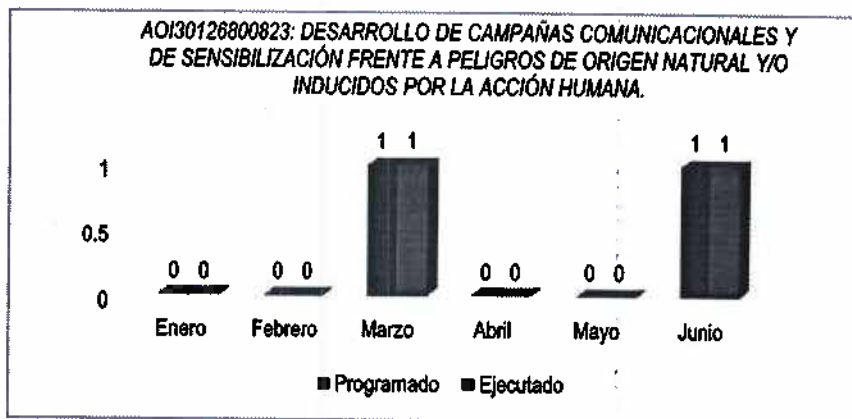 AOI30126800823: DESARROLLO DE CAMPAÑAS COMUNICACIONALES Y
DE SENSIBILIZACIÓN FRENTE A PELIGROS DE ORIGEN NATURAL Y/O
INDUCIDOS POR LA ACCIÓN HUMANA.
1 1 1 1
1
0.5
0 0 0 0 0 0 0 0
0
Enero Febrero Marzo Abril Mayo Junio
Programado Ejecutado